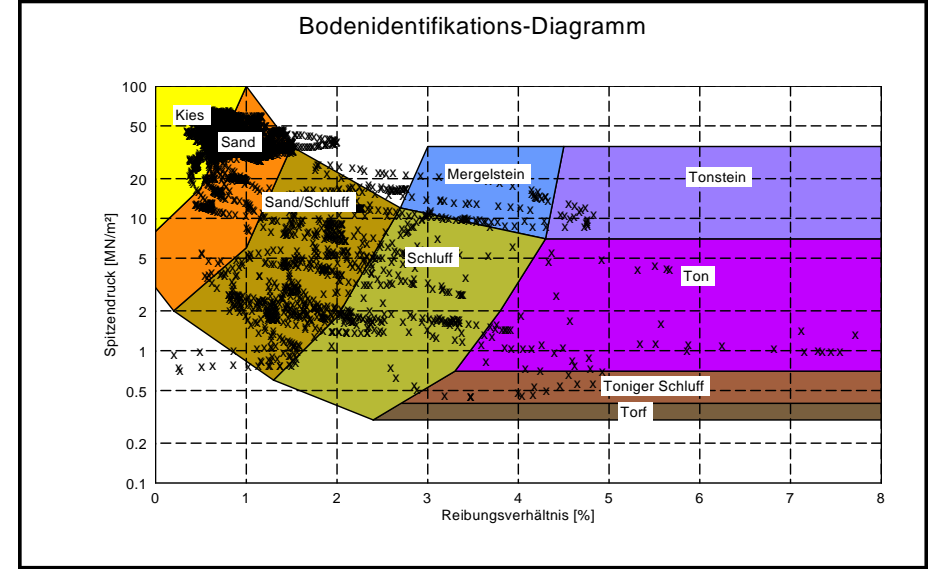 Bodenidentifikations-Diagramm
100
50
20
10
5
2
1
0.5
0.2
0.1
Spitzendruck [MN/m²]
Kies
Sand
Sand/Schluff
Mergelstein
Tonstein
Schluff
Ton
Toniger Schluff
Torf
0 1 2 3 4 5 6 7 8
Reibungsverhältnis [%]